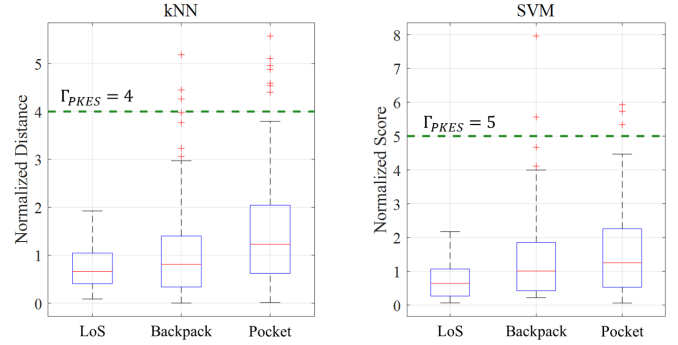 kNN
Normalized Distance
5
4
3
2
1
0
Γ_PKES = 4
LoS Backpack Pocket
SVM
Normalized Score
8
7
6
5
4
3
2
1
0
Γ_PKES = 5
LoS Backpack Pocket